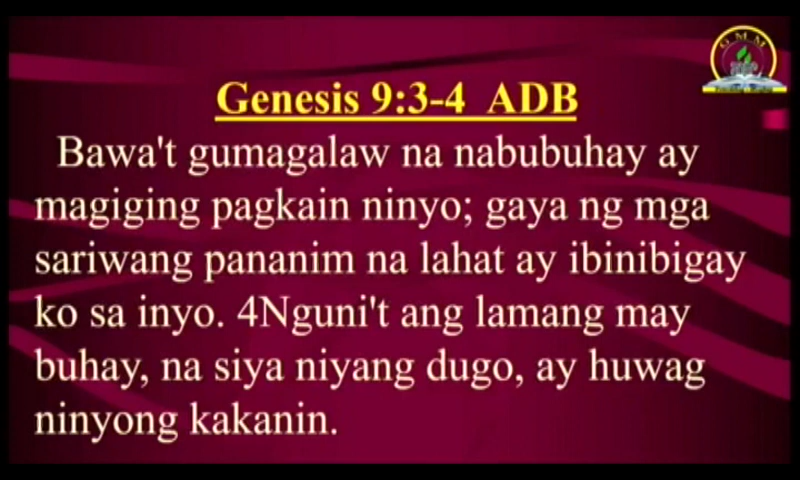 GMM
Genesis 9:3-4 ADB
Bawa't gumagalaw na nabubuhay ay
magiging pagkain ninyo; gaya ng mga
sariwang pananim na lahat ay ibinibigay
ko sa inyo. 4Nguni't ang lamang may
buhay, na siya niyang dugo, ay huwag
ninyong kakanin.